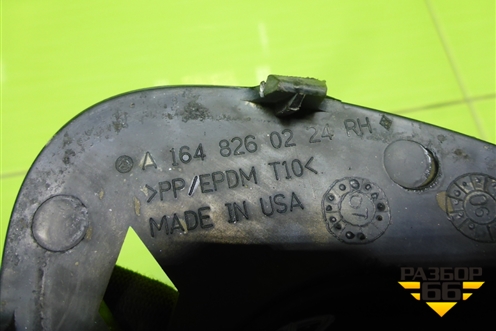 A 164 826 02 24 RH
>PP/EPDM T10<
MADE IN USA
РАЗБОР
66